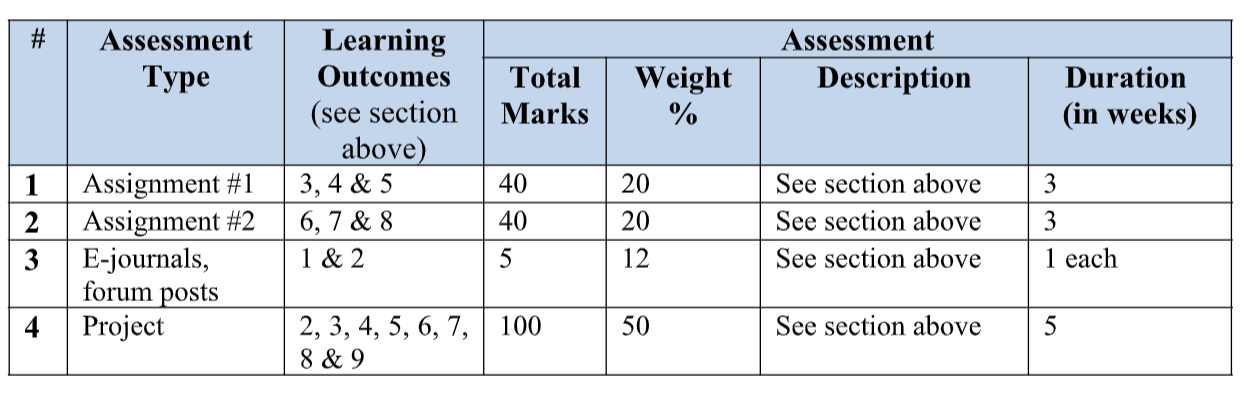 # Assessment Type Learning Outcomes (see section above) Assessment
Total Marks Weight % Description Duration (in weeks)
1 Assignment #1 3, 4 & 5 40 20 See section above 3
2 Assignment #2 6, 7 & 8 40 20 See section above 3
3 E-journals, forum posts 1 & 2 5 12 See section above 1 each
4 Project 2, 3, 4, 5, 6, 7, 8 & 9 100 50 See section above 5